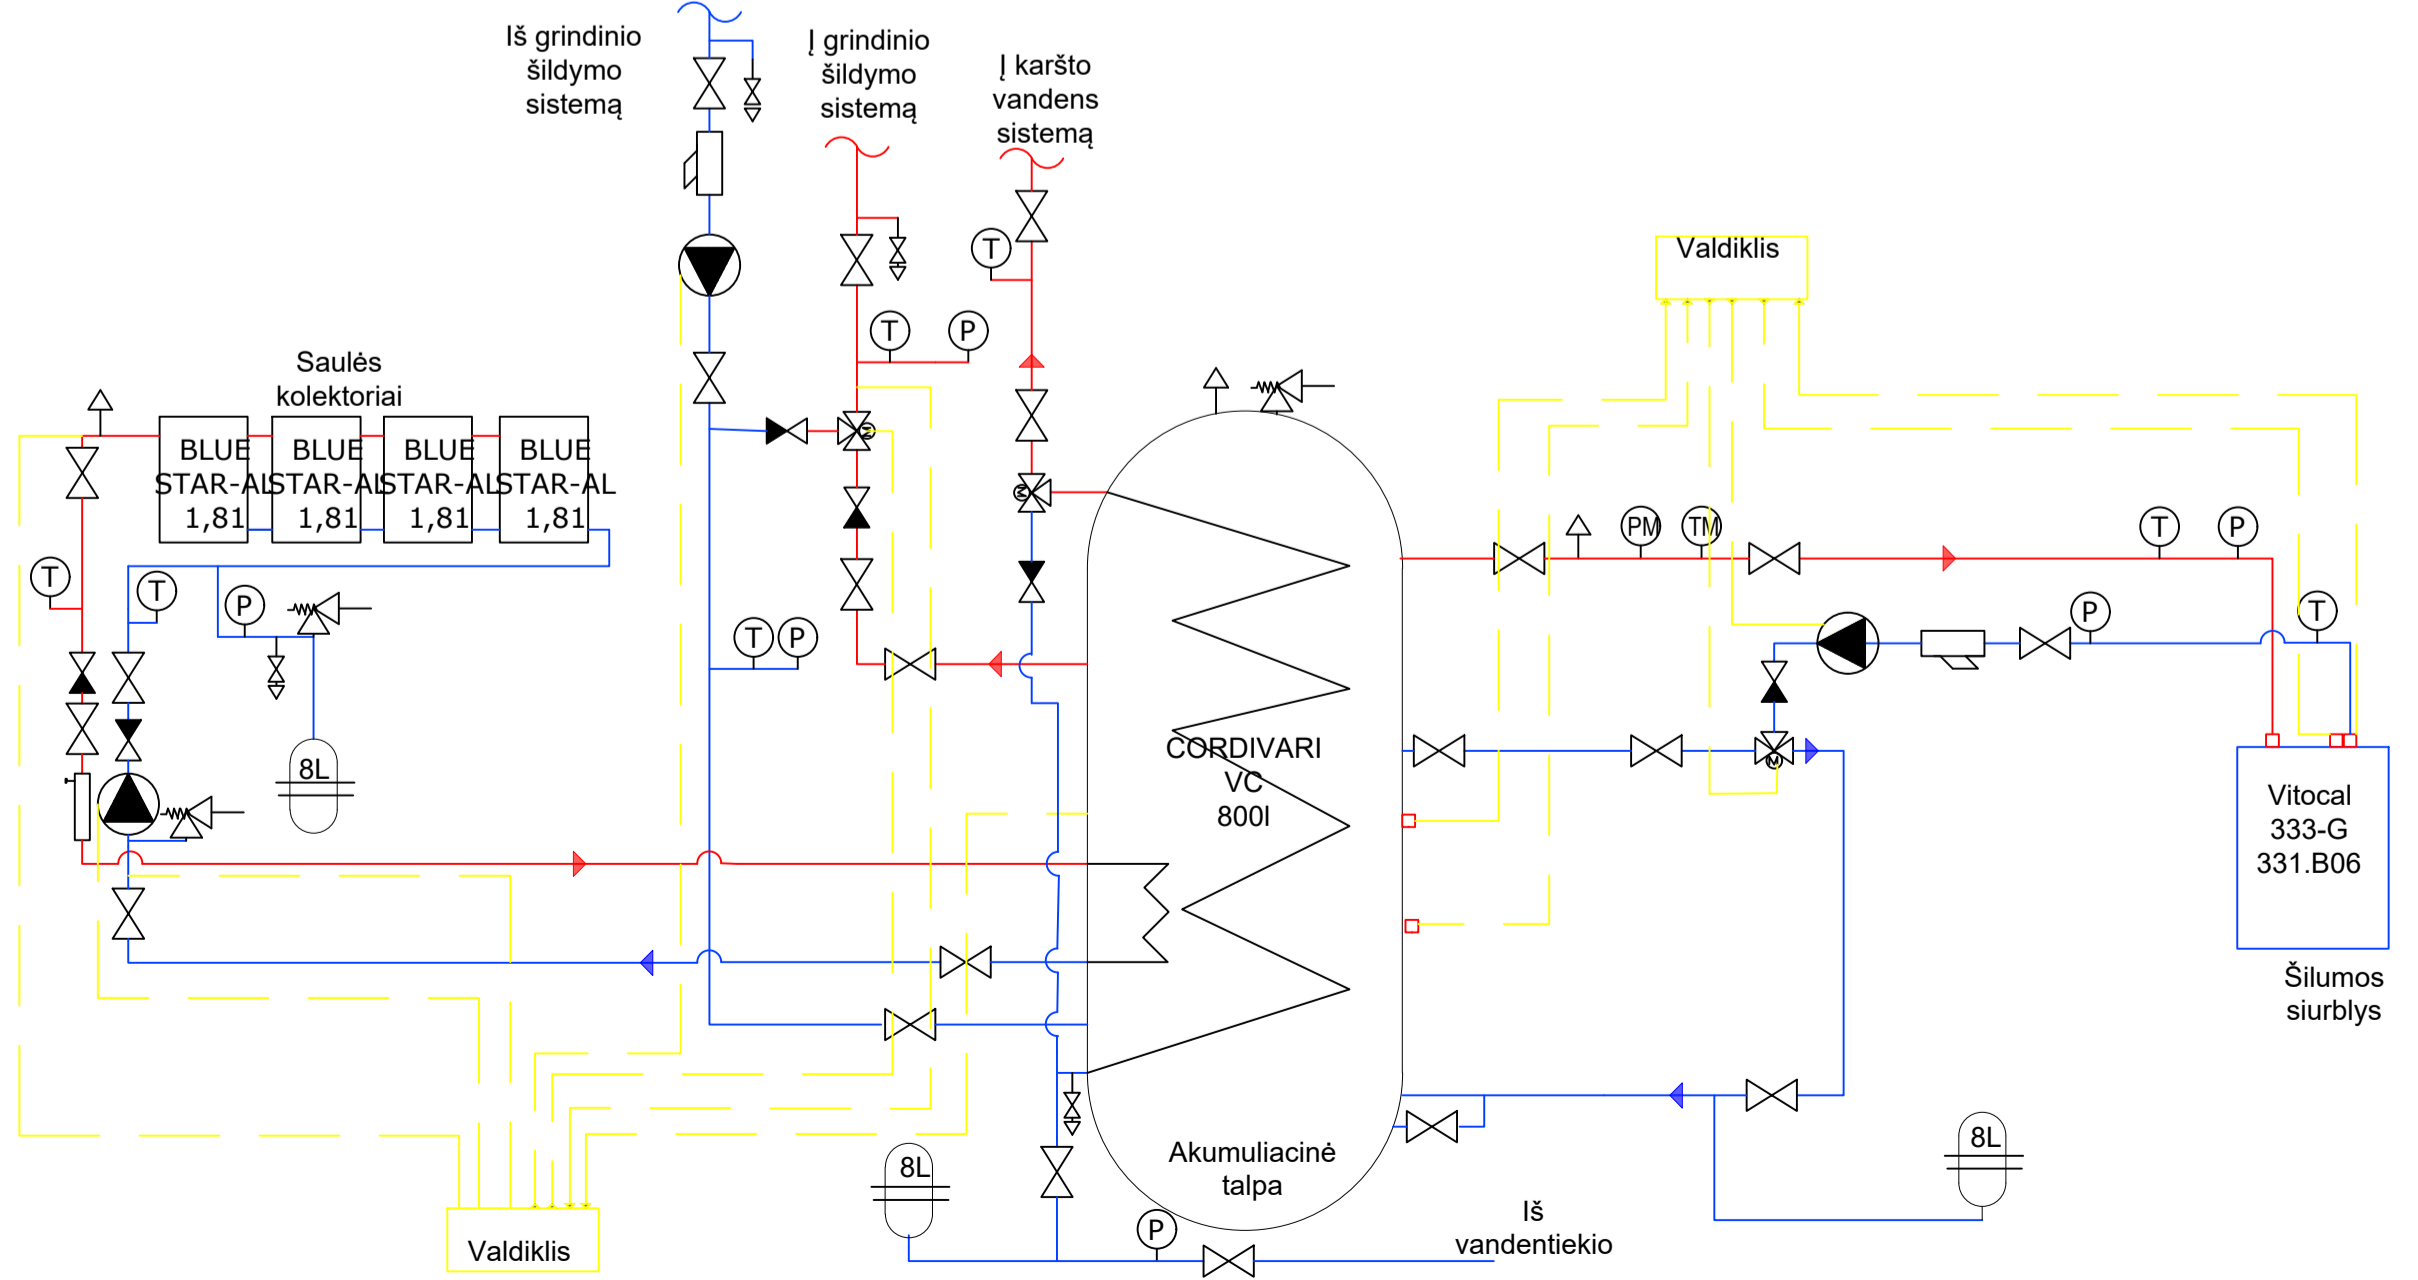 Iš grindinio
šildymo
sistemą
Į grindinio
šildymo
sistemą
Į karšto
vandens
sistemą
T
Valdiklis
T
P
Saulės
kolektoriai
M
BLUE
STAR-AL
1,81
BLUE
STAR-AL
1,81
BLUE
STAR-AL
1,81
BLUE
STAR-AL
1,81
M
PM
TM
T
P
T
T
P
T
P
P
T
CORDIVARI
VC
800l
M
8L
Vitocal
333-G
331.B06
Šilumos
siurblys
Akumuliacinė
talpa
8L
8L
P
Iš
vandentiekio
Valdiklis